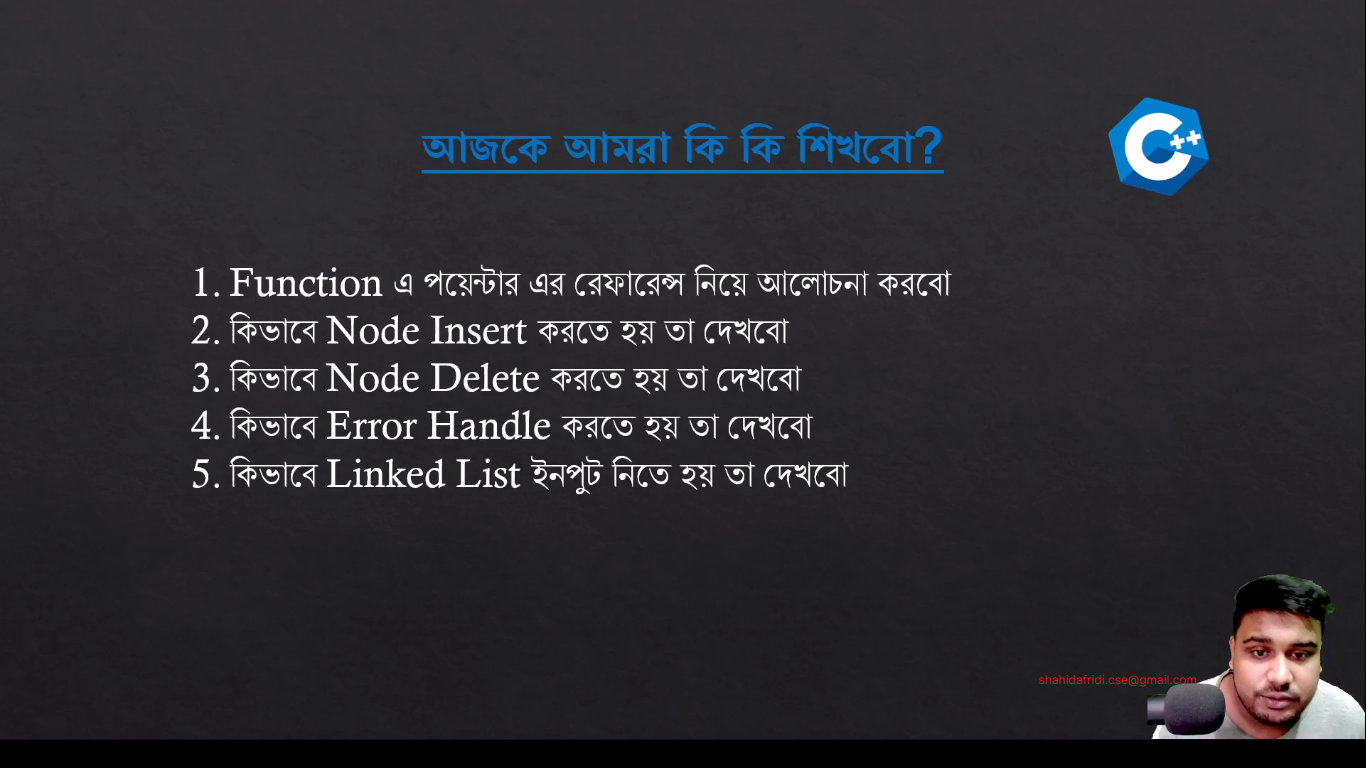 আজকে আমরা কি কি শিখবো?
C++
1. Function এ পয়েন্টার এর রেফারেন্স নিয়ে আলোচনা করবো
2. কিভাবে Node Insert করতে হয় তা দেখবো
3. কিভাবে Node Delete করতে হয় তা দেখবো
4. কিভাবে Error Handle করতে হয় তা দেখবো
5. কিভাবে Linked List ইনপুট নিতে হয় তা দেখবো
shahidafridi.cse@gmail.com